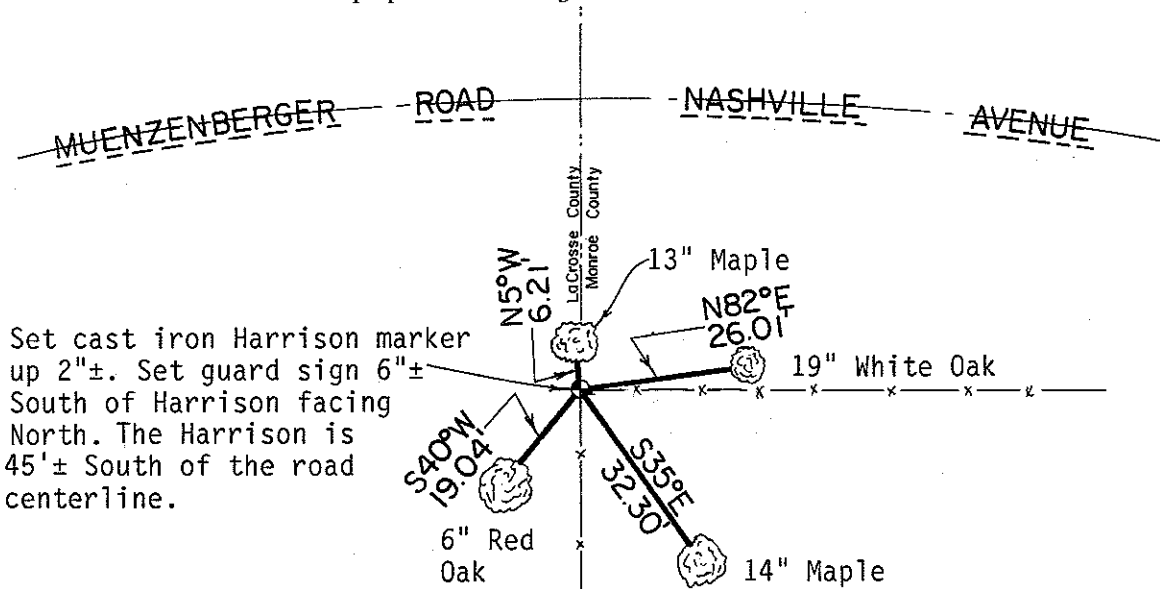 MUENZENBERGER ROAD NASHVILLE AVENUE
LaCrosse County
Monroe County
N5°W
6.21'
13" Maple
N82°E
26.01'
19" White Oak
Set cast iron Harrison marker
up 2"±. Set guard sign 6"±
South of Harrison facing
North. The Harrison is
45'± South of the road
centerline.
S40°W
19.04'
6" Red
Oak
S35°E
32.30'
14" Maple